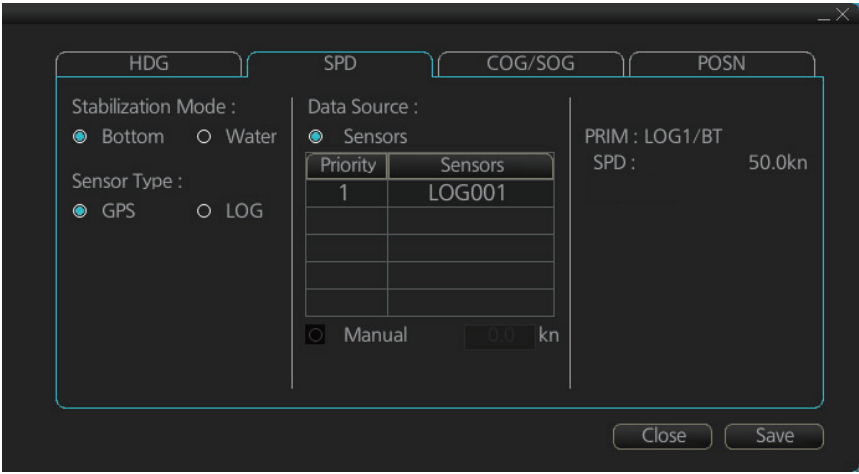 HDG SPD COG/SOG POSN
Stabilization Mode :
Bottom Water
Sensor Type :
GPS LOG
Data Source :
Sensors
Priority Sensors
1 LOG001
Manual 0.0 kn
PRIM : LOG1/BT
SPD : 50.0kn
Close Save